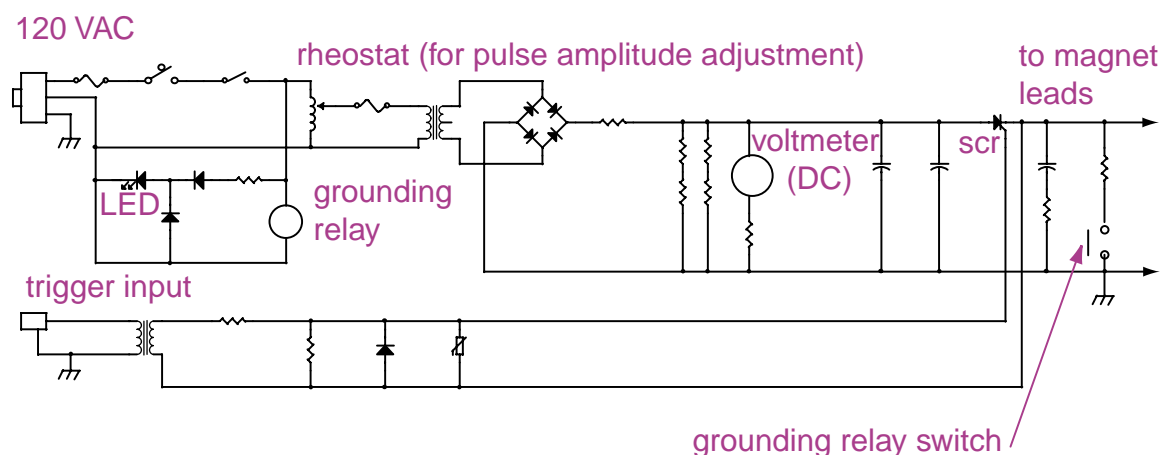 120 VAC
rheostat (for pulse amplitude adjustment)
to magnet
leads
voltmeter
(DC)
scr
LED
grounding
relay
trigger input
grounding relay switch